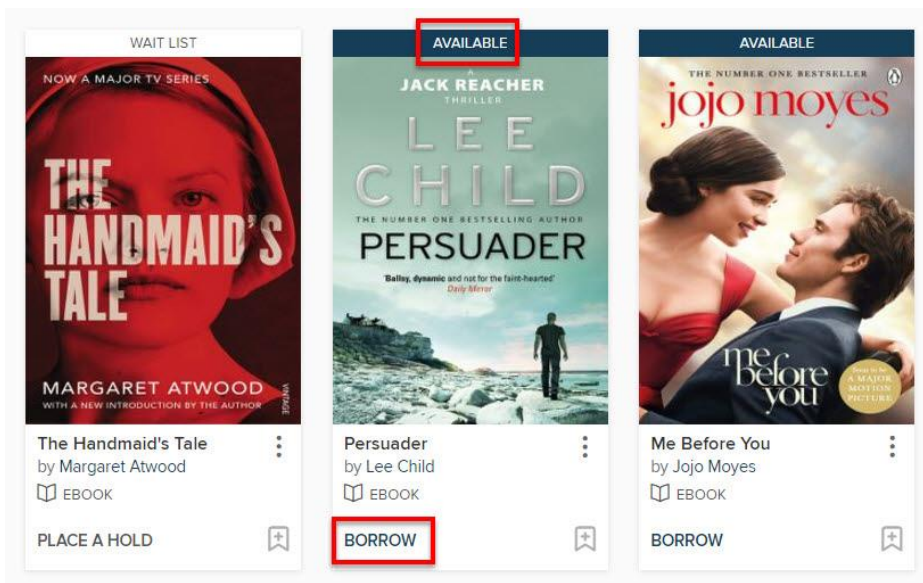 WAIT LIST
NOW A MAJOR TV SERIES
THE
HANDMAID'S
TALE
MARGARET ATWOOD
WITH A NEW INTRODUCTION BY THE AUTHOR
VINTAGE
The Handmaid's Tale
by Margaret Atwood
EBOOK
PLACE A HOLD
AVAILABLE
A
JACK REACHER
THRILLER
LEE
CHILD
THE NUMBER ONE BESTSELLING AUTHOR
PERSUADER
'Ballsy, dynamic and not for the faint-hearted'
Daily Mirror
Persuader
by Lee Child
EBOOK
BORROW
AVAILABLE
THE NUMBER ONE BESTSELLER
jojo moyes
me
before
you
Soon to be
A MAJOR
MOTION
PICTURE
Me Before You
by Jojo Moyes
EBOOK
BORROW